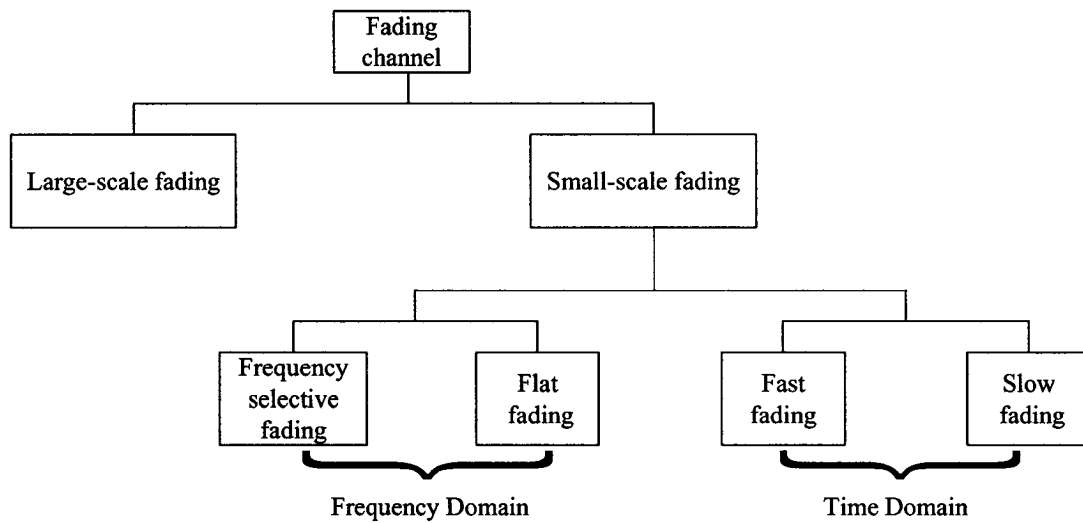 Fading
channel
Large-scale fading
Small-scale fading
Frequency
selective
fading
Flat
fading
Fast
fading
Slow
fading
Frequency Domain
Time Domain